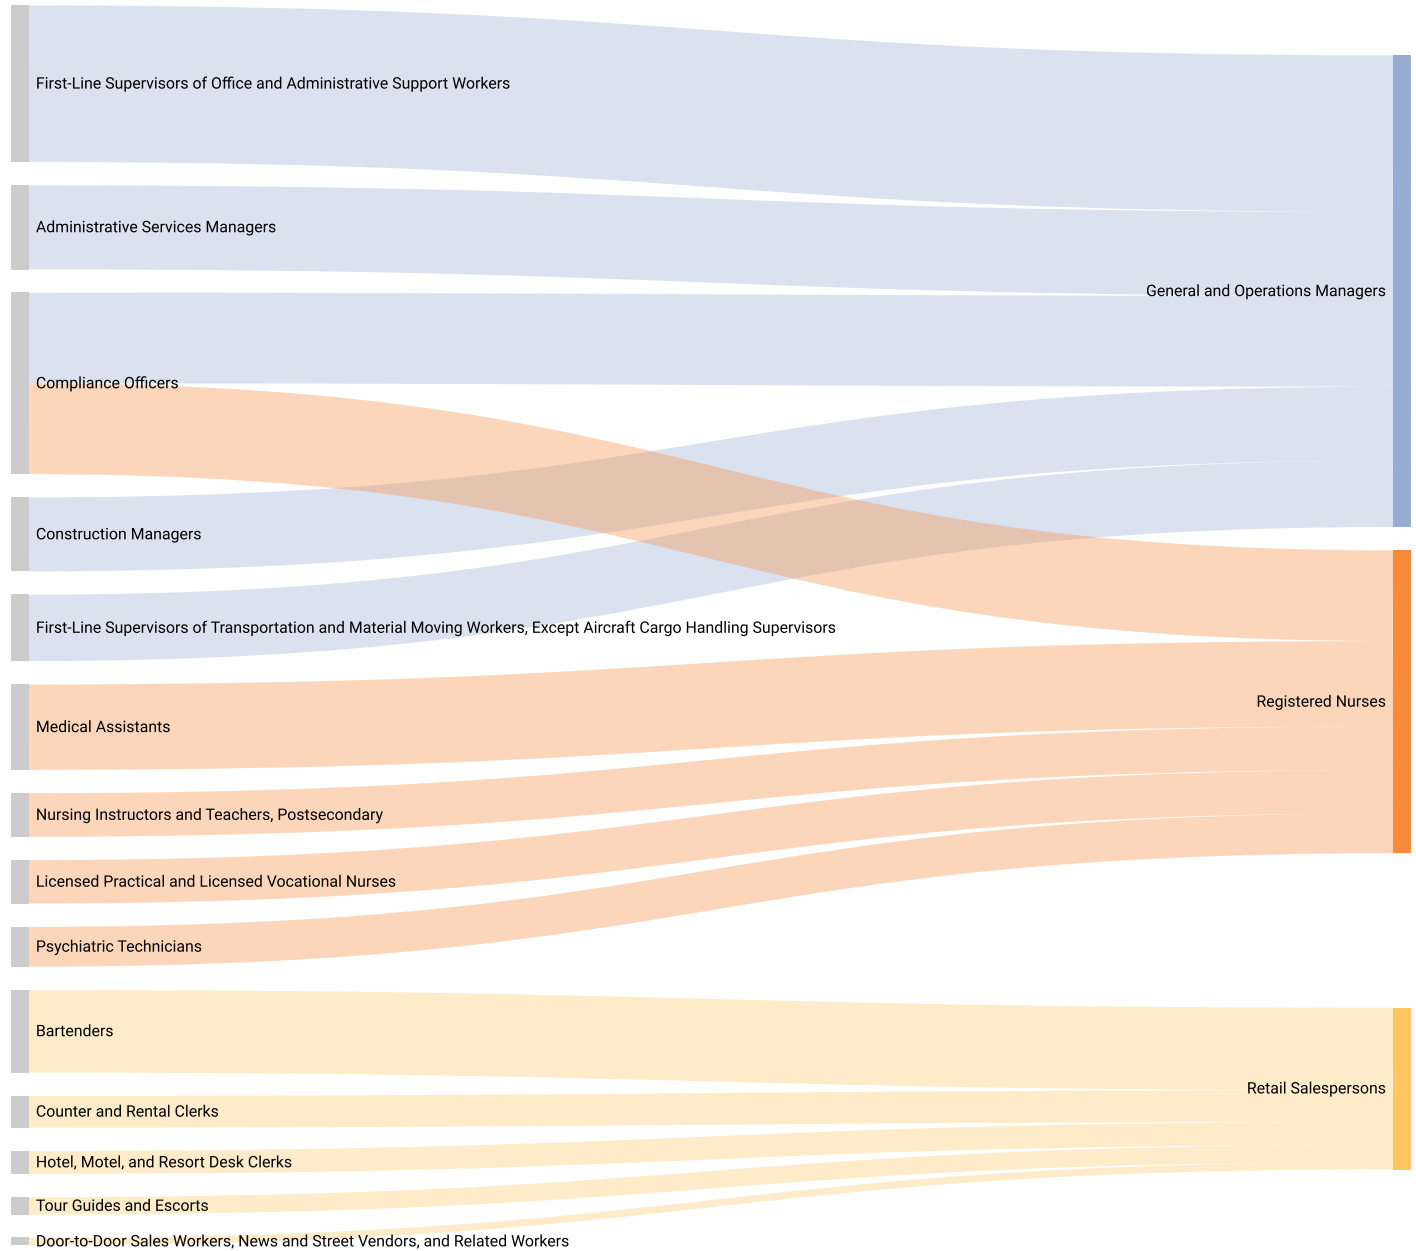 First-Line Supervisors of Office and Administrative Support Workers
Administrative Services Managers
General and Operations Managers
Compliance Officers
Construction Managers
First-Line Supervisors of Transportation and Material Moving Workers, Except Aircraft Cargo Handling Supervisors
Registered Nurses
Medical Assistants
Nursing Instructors and Teachers, Postsecondary
Licensed Practical and Licensed Vocational Nurses
Psychiatric Technicians
Bartenders
Retail Salespersons
Counter and Rental Clerks
Hotel, Motel, and Resort Desk Clerks
Tour Guides and Escorts
Door-to-Door Sales Workers, News and Street Vendors, and Related Workers